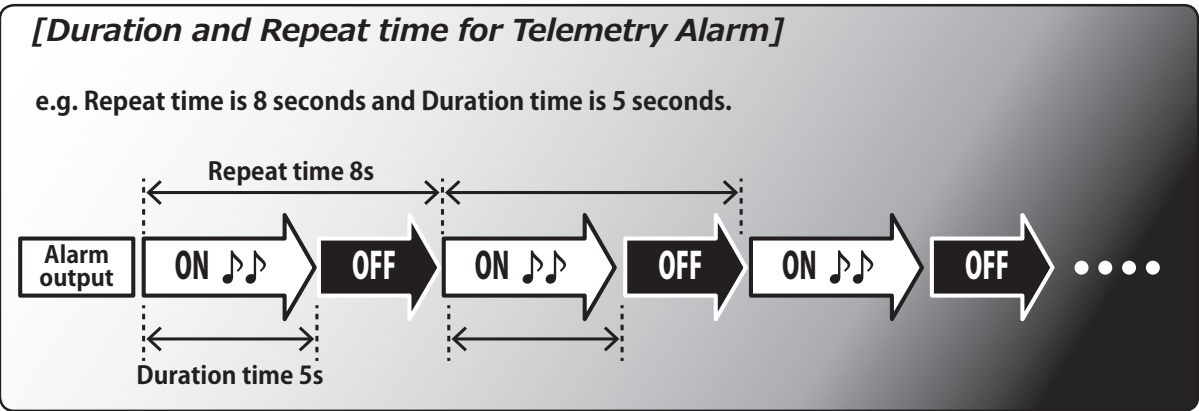 [Duration and Repeat time for Telemetry Alarm]
e.g. Repeat time is 8 seconds and Duration time is 5 seconds.
Repeat time 8s
Alarm
output
ON ♪♪ OFF ON ♪♪ OFF ON ♪♪ OFF
Duration time 5s